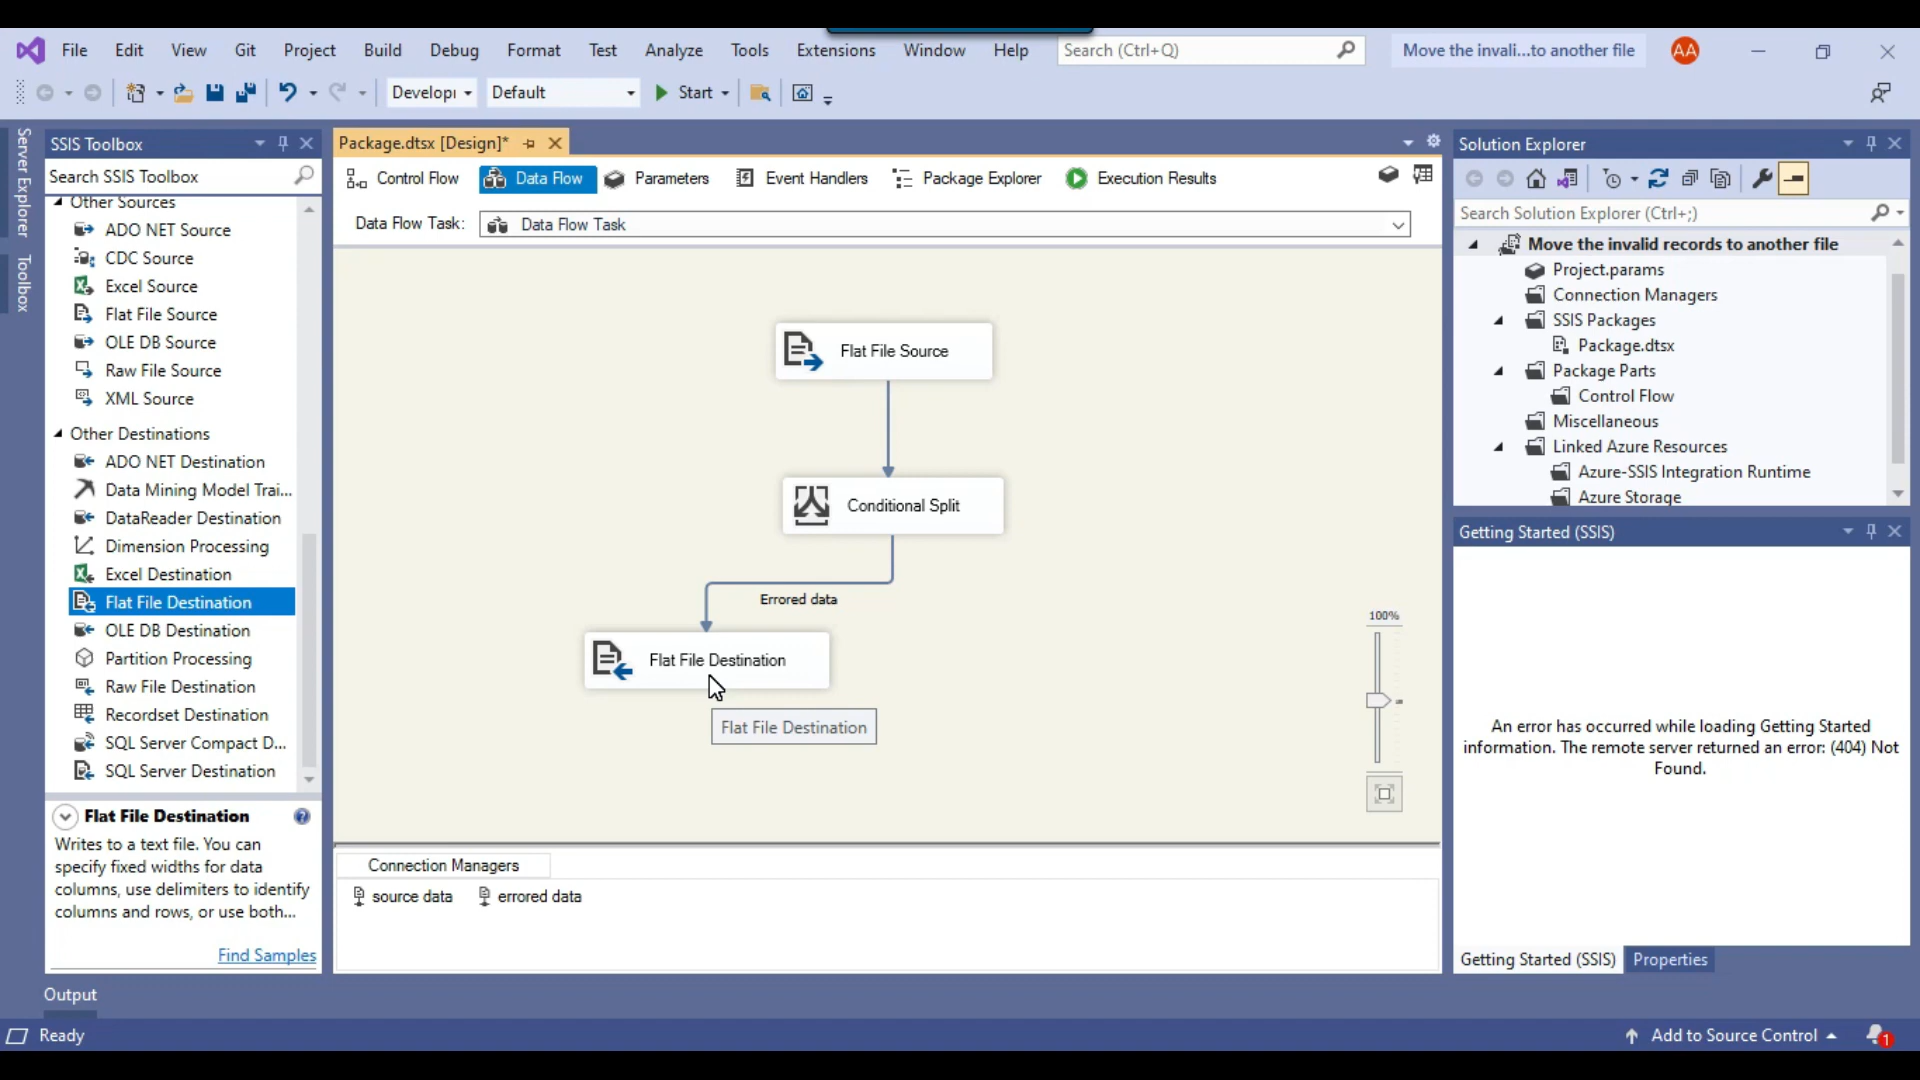 File Edit View Git Project Build Debug Format Test Analyze Tools Extensions Window Help Search (Ctrl+Q) Move the invali...to another file AA
Developi Default Start
Server Explorer
Toolbox
SSIS Toolbox
Search SSIS Toolbox
Other Sources
ADO NET Source
CDC Source
Excel Source
Flat File Source
OLE DB Source
Raw File Source
XML Source
Other Destinations
ADO NET Destination
Data Mining Model Trai...
DataReader Destination
Dimension Processing
Excel Destination
Flat File Destination
OLE DB Destination
Partition Processing
Raw File Destination
Recordset Destination
SQL Server Compact D...
SQL Server Destination
Flat File Destination
Writes to a text file. You can
specify fixed widths for data
columns, use delimiters to identify
columns and rows, or use both...
Find Samples
Package.dtsx [Design]*
Control Flow Data Flow Parameters Event Handlers Package Explorer Execution Results
Data Flow Task: Data Flow Task
Flat File Source
Conditional Split
Errored data
Flat File Destination
Flat File Destination
100%
Connection Managers
source data errored data
Solution Explorer
Search Solution Explorer (Ctrl+;)
Move the invalid records to another file
Project.params
Connection Managers
SSIS Packages
Package.dtsx
Package Parts
Control Flow
Miscellaneous
Linked Azure Resources
Azure-SSIS Integration Runtime
Azure Storage
Getting Started (SSIS)
An error has occurred while loading Getting Started
information. The remote server returned an error: (404) Not
Found.
Getting Started (SSIS) Properties
Output
Ready
Add to Source Control 1